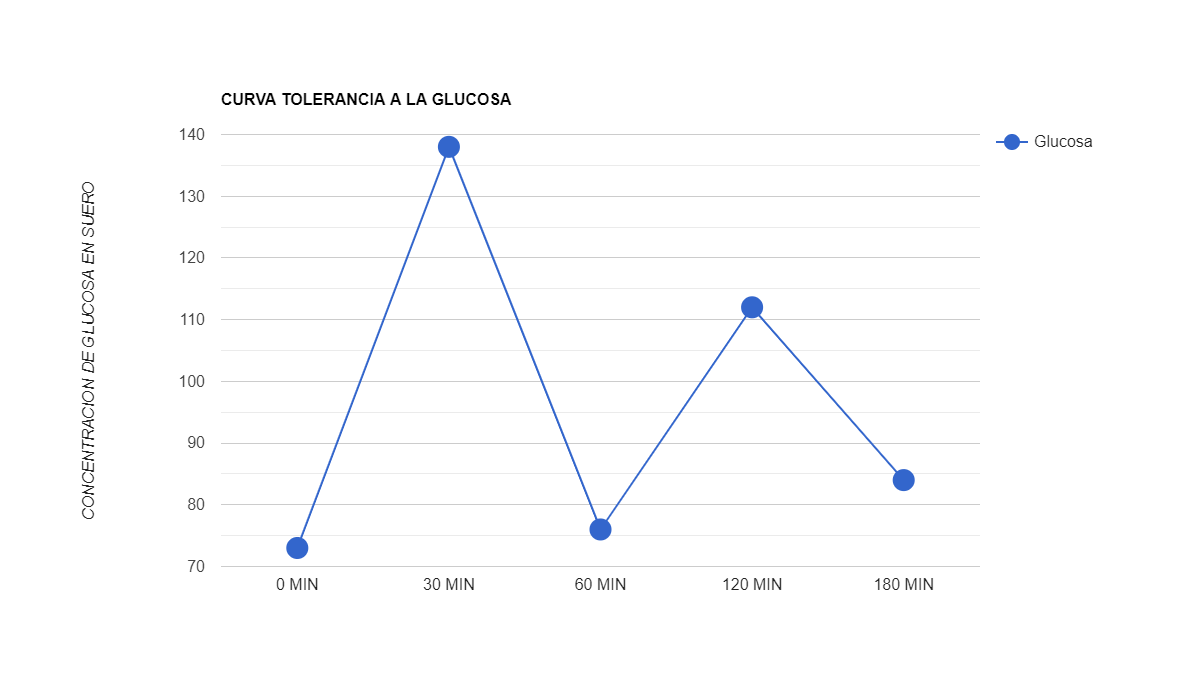 CURVA TOLERANCIA A LA GLUCOSA
Glucosa
CONCENTRACION DE GLUCOSA EN SUERO
140
130
120
110
100
90
80
70
0 MIN 30 MIN 60 MIN 120 MIN 180 MIN